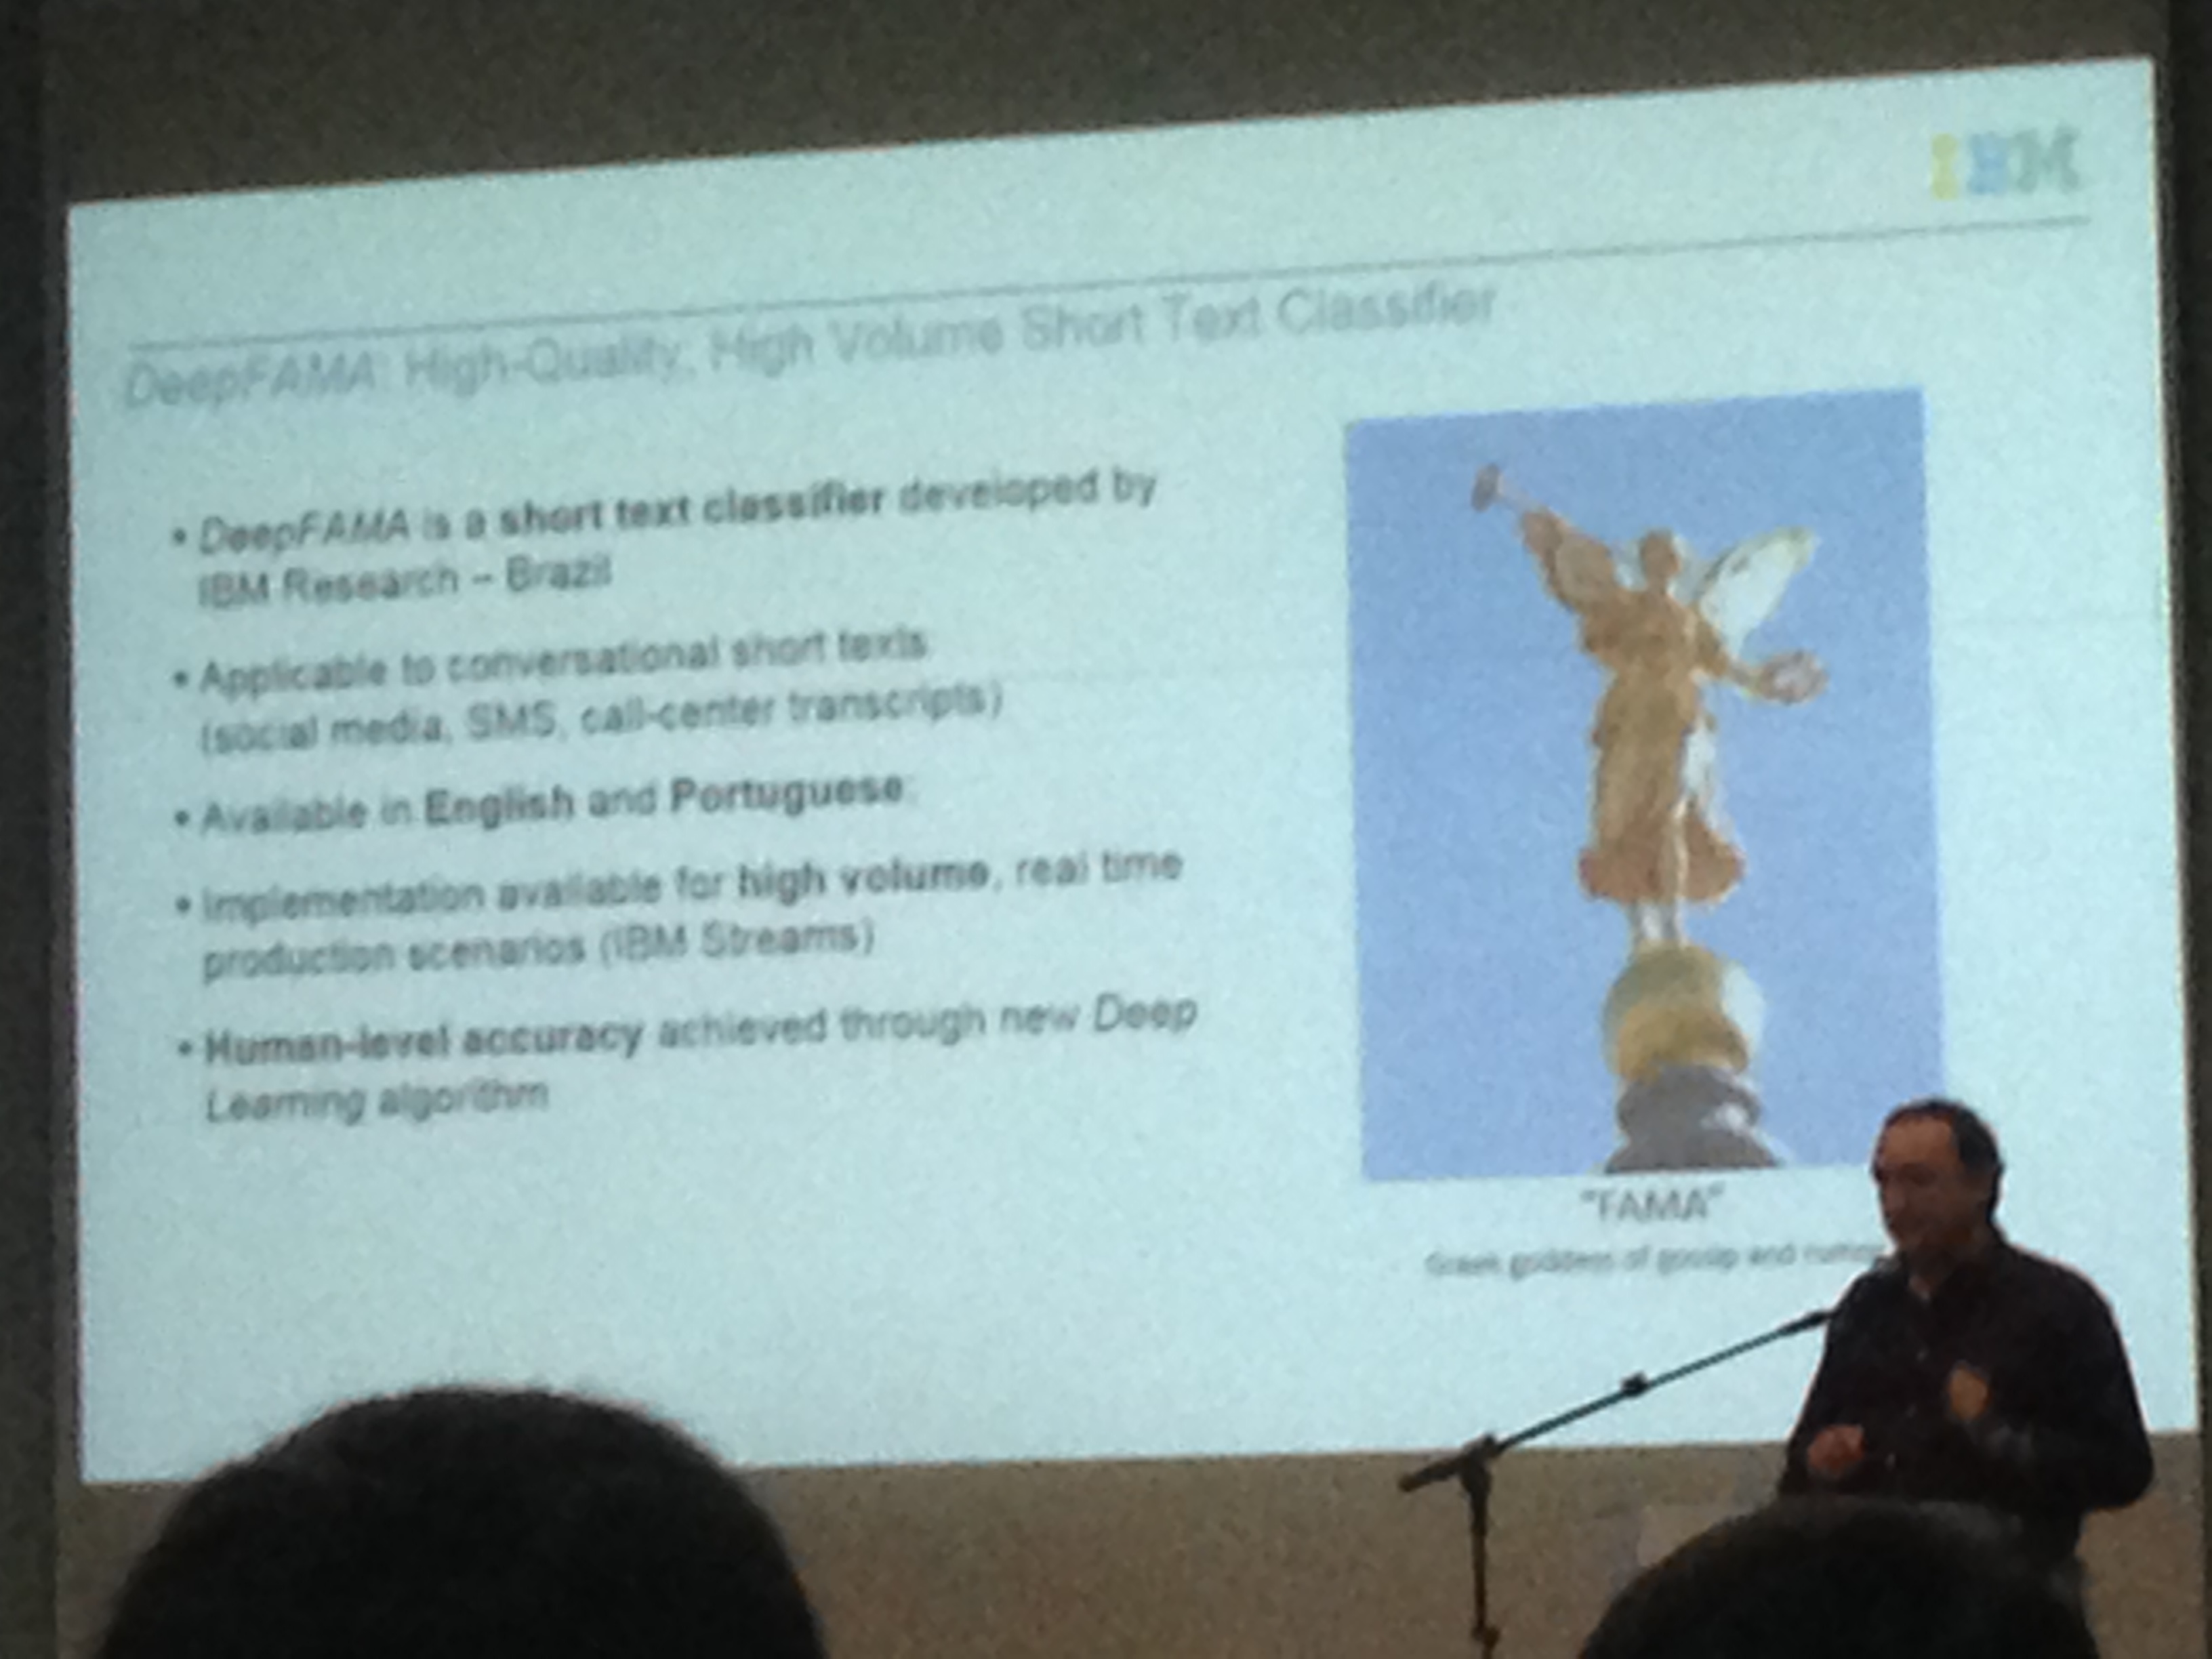 IBM
DeepFAMA: High-Quality, High Volume Short Text Classifier
• DeepFAMA is a short text classifier developed by
IBM Research – Brazil
• Applicable to conversational short texts
(social media, SMS, call-center transcripts)
• Available in English and Portuguese;
• Implementation available for high volume, real time
production scenarios (IBM Streams)
• Human-level accuracy achieved through new Deep
Learning algorithm
"FAMA"
Greek goddess of gossip and